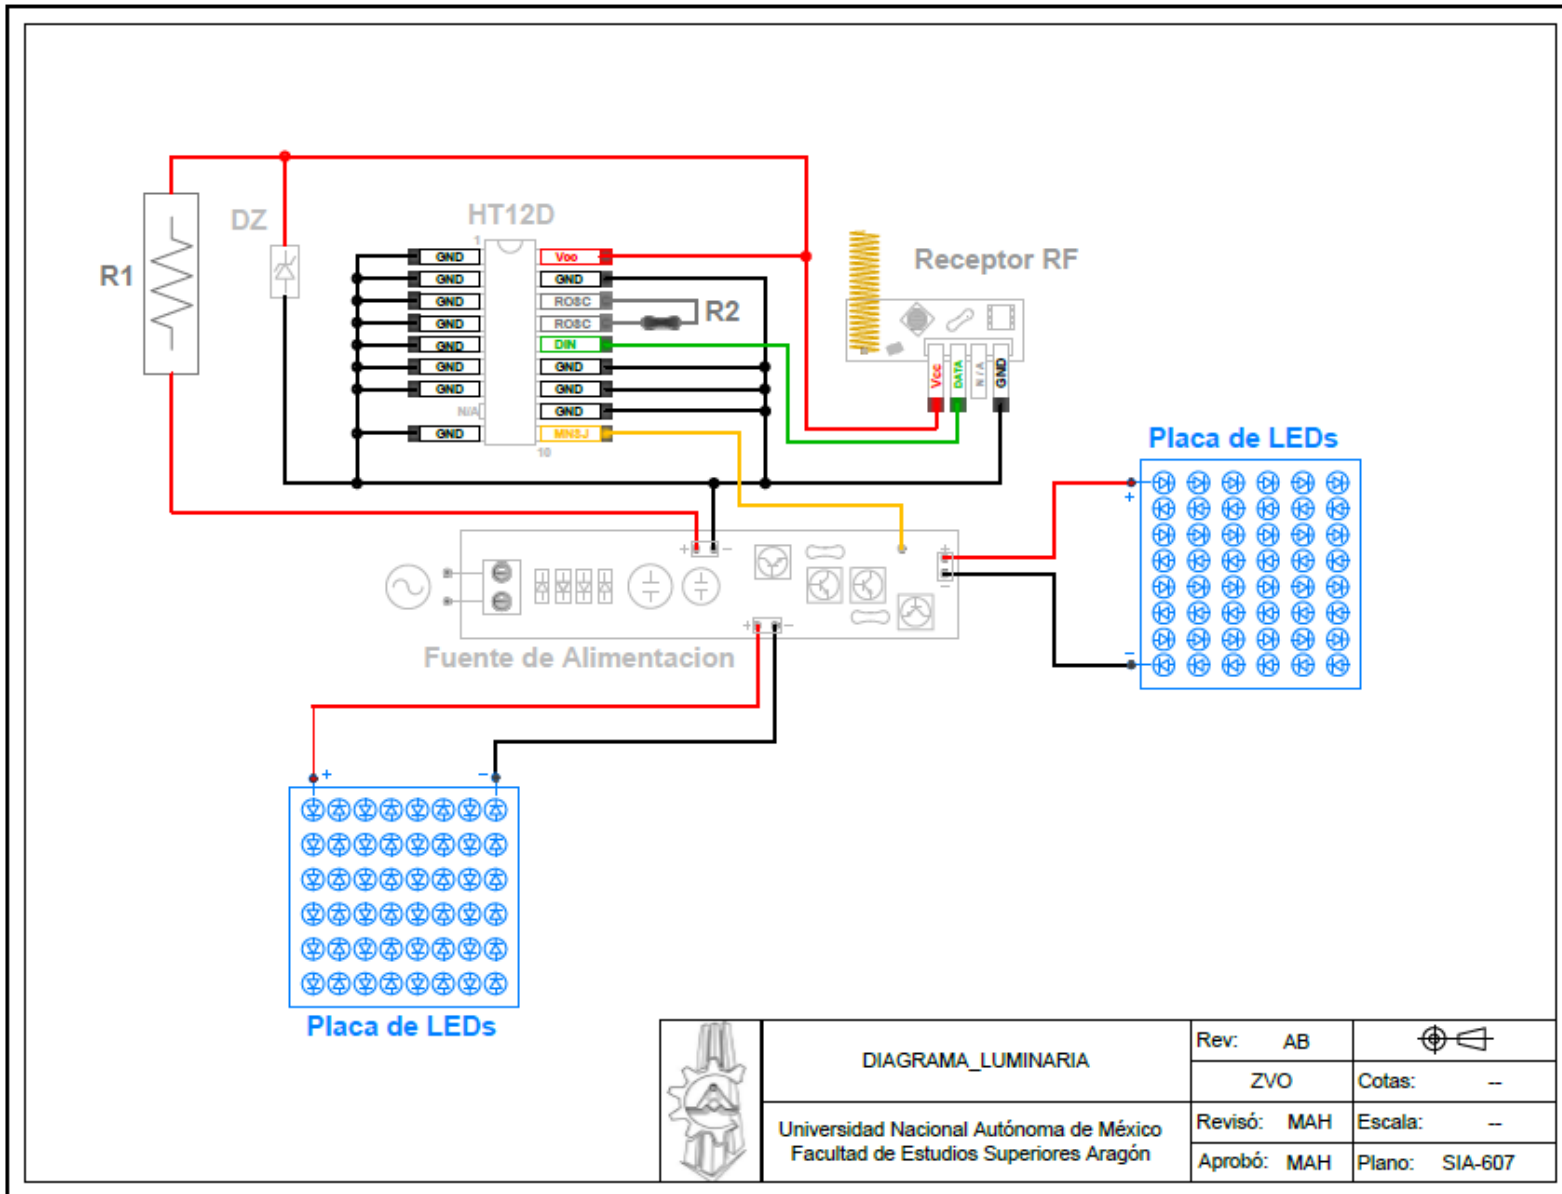 HT12D
DZ
R1
1
GND
GND
GND
GND
GND
GND
GND
N/A
GND
VDD
GND
ROSC
ROSC
DIN
GND
GND
GND
MNSJ
10
R2
Receptor RF
Vcc
DATA
N / A
GND
Placa de LEDs
+
−
+ −
+
−
+ −
Fuente de Alimentacion
+ −
Placa de LEDs
DIAGRAMA_LUMINARIA
Universidad Nacional Autónoma de México
Facultad de Estudios Superiores Aragón
Rev: AB
ZVO
Cotas: --
Revisó: MAH
Escala: --
Aprobó: MAH
Plano: SIA-607